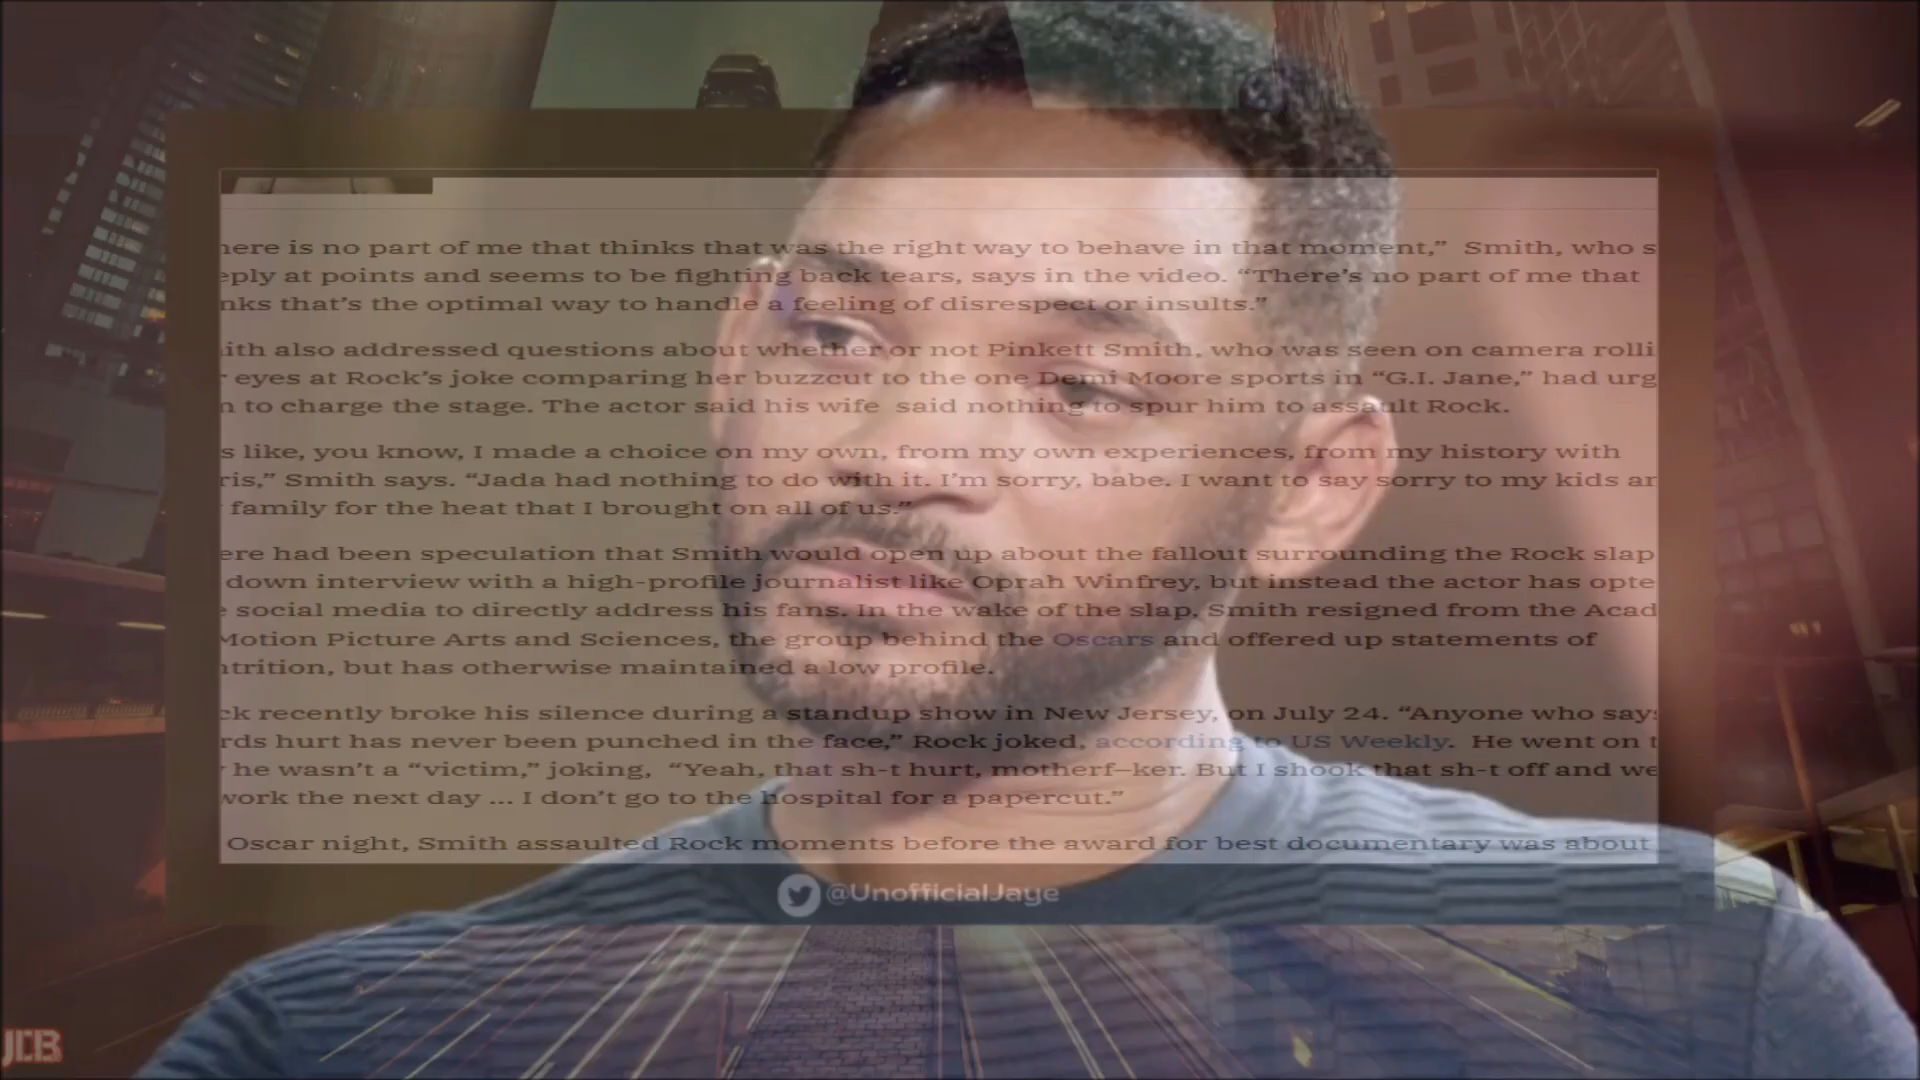 here is no part of me that thinks that was the right way to behave in that moment,” Smith, who s
eply at points and seems to be fighting back tears, says in the video. “There’s no part of me that
nks that’s the optimal way to handle a feeling of disrespect or insults.”
ith also addressed questions about whether or not Pinkett Smith, who was seen on camera rolli
r eyes at Rock’s joke comparing her buzzcut to the one Demi Moore sports in “G.I. Jane,” had urg
n to charge the stage. The actor said his wife said nothing to spur him to assault Rock.
s like, you know, I made a choice on my own, from my own experiences, from my history with
ris,” Smith says. “Jada had nothing to do with it. I’m sorry, babe. I want to say sorry to my kids an
family for the heat that I brought on all of us.”
ere had been speculation that Smith would open up about the fallout surrounding the Rock slap
down interview with a high-profile journalist like Oprah Winfrey, but instead the actor has opte
e social media to directly address his fans. In the wake of the slap, Smith resigned from the Acad
Motion Picture Arts and Sciences, the group behind the Oscars and offered up statements of
ntrition, but has otherwise maintained a low profile.
ck recently broke his silence during a standup show in New Jersey, on July 24. “Anyone who says
rds hurt has never been punched in the face,” Rock joked, according to US Weekly. He went on t
he wasn’t a “victim,” joking, “Yeah, that sh-t hurt, motherf–ker. But I shook that sh-t off and we
work the next day … I don’t go to the hospital for a papercut.”
Oscar night, Smith assaulted Rock moments before the award for best documentary was about
@UnofficialJaye
JCB